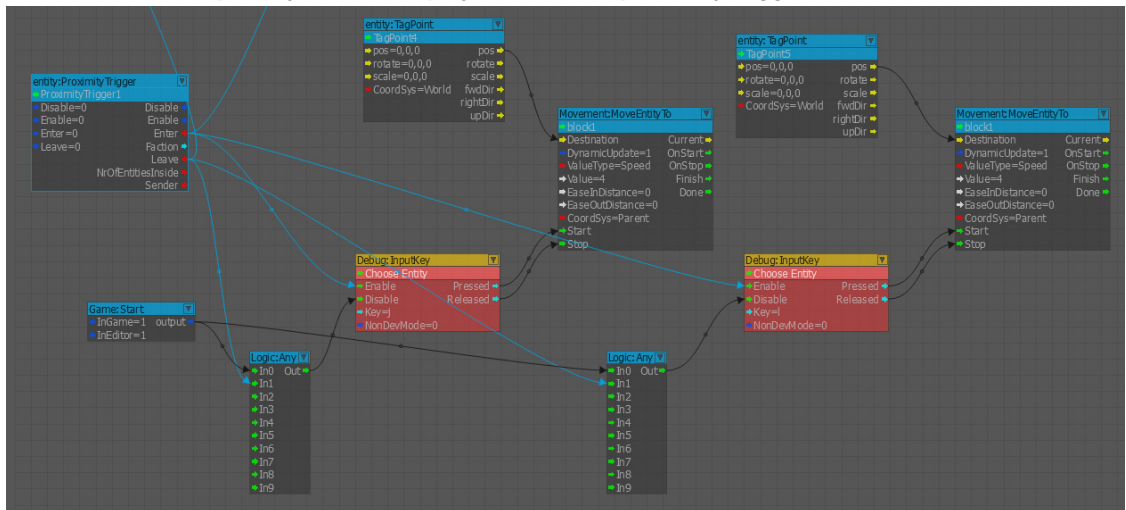 entity:TagPoint
TagPoint4
pos=0,0,0 pos
rotate=0,0,0 rotate
scale=0,0,0 scale
CoordSys=World fwdDir
rightDir
upDir
entity:TagPoint
TagPoint5
pos=0,0,0 pos
rotate=0,0,0 rotate
scale=0,0,0 scale
CoordSys=World fwdDir
rightDir
upDir
entity:ProximityTrigger
ProximityTrigger1
Disable=0 Disable
Enable=0 Enable
Enter=0 Enter
Leave=0 Faction
Leave
NrOfEntitiesInside
Sender
Movement:MoveEntityTo
block1
Destination Current
DynamicUpdate=1 OnStart
ValueType=Speed OnStop
Value=4 Finish
EaseInDistance=0 Done
EaseOutDistance=0
CoordSys=Parent
Start
Stop
Movement:MoveEntityTo
block1
Destination Current
DynamicUpdate=1 OnStart
ValueType=Speed OnStop
Value=4 Finish
EaseInDistance=0 Done
EaseOutDistance=0
CoordSys=Parent
Start
Stop
Debug:InputKey
Choose Entity
Enable Pressed
Disable Released
Key=j
NonDevMode=0
Debug:InputKey
Choose Entity
Enable Pressed
Disable Released
Key=l
NonDevMode=0
Game:Start
InGame=1 output
InEditor=1
Logic:Any
In0 Out
In1
In2
In3
In4
In5
In6
In7
In8
In9
Logic:Any
In0 Out
In1
In2
In3
In4
In5
In6
In7
In8
In9